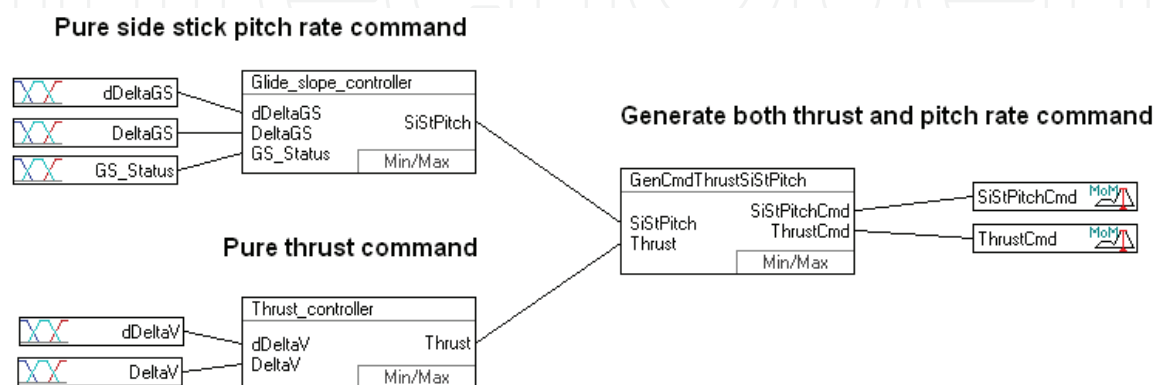 Pure side stick pitch rate command
dDeltaGS
DeltaGS
GS_Status
Glide_slope_controller
dDeltaGS
DeltaGS
GS_Status
SiStPitch
Min/Max
Generate both thrust and pitch rate command
GenCmdThrustSiStPitch
SiStPitch
Thrust
SiStPitchCmd
ThrustCmd
Min/Max
SiStPitchCmd MoM
ThrustCmd MoM
Pure thrust command
dDeltaV
DeltaV
Thrust_controller
dDeltaV
DeltaV
Thrust
Min/Max